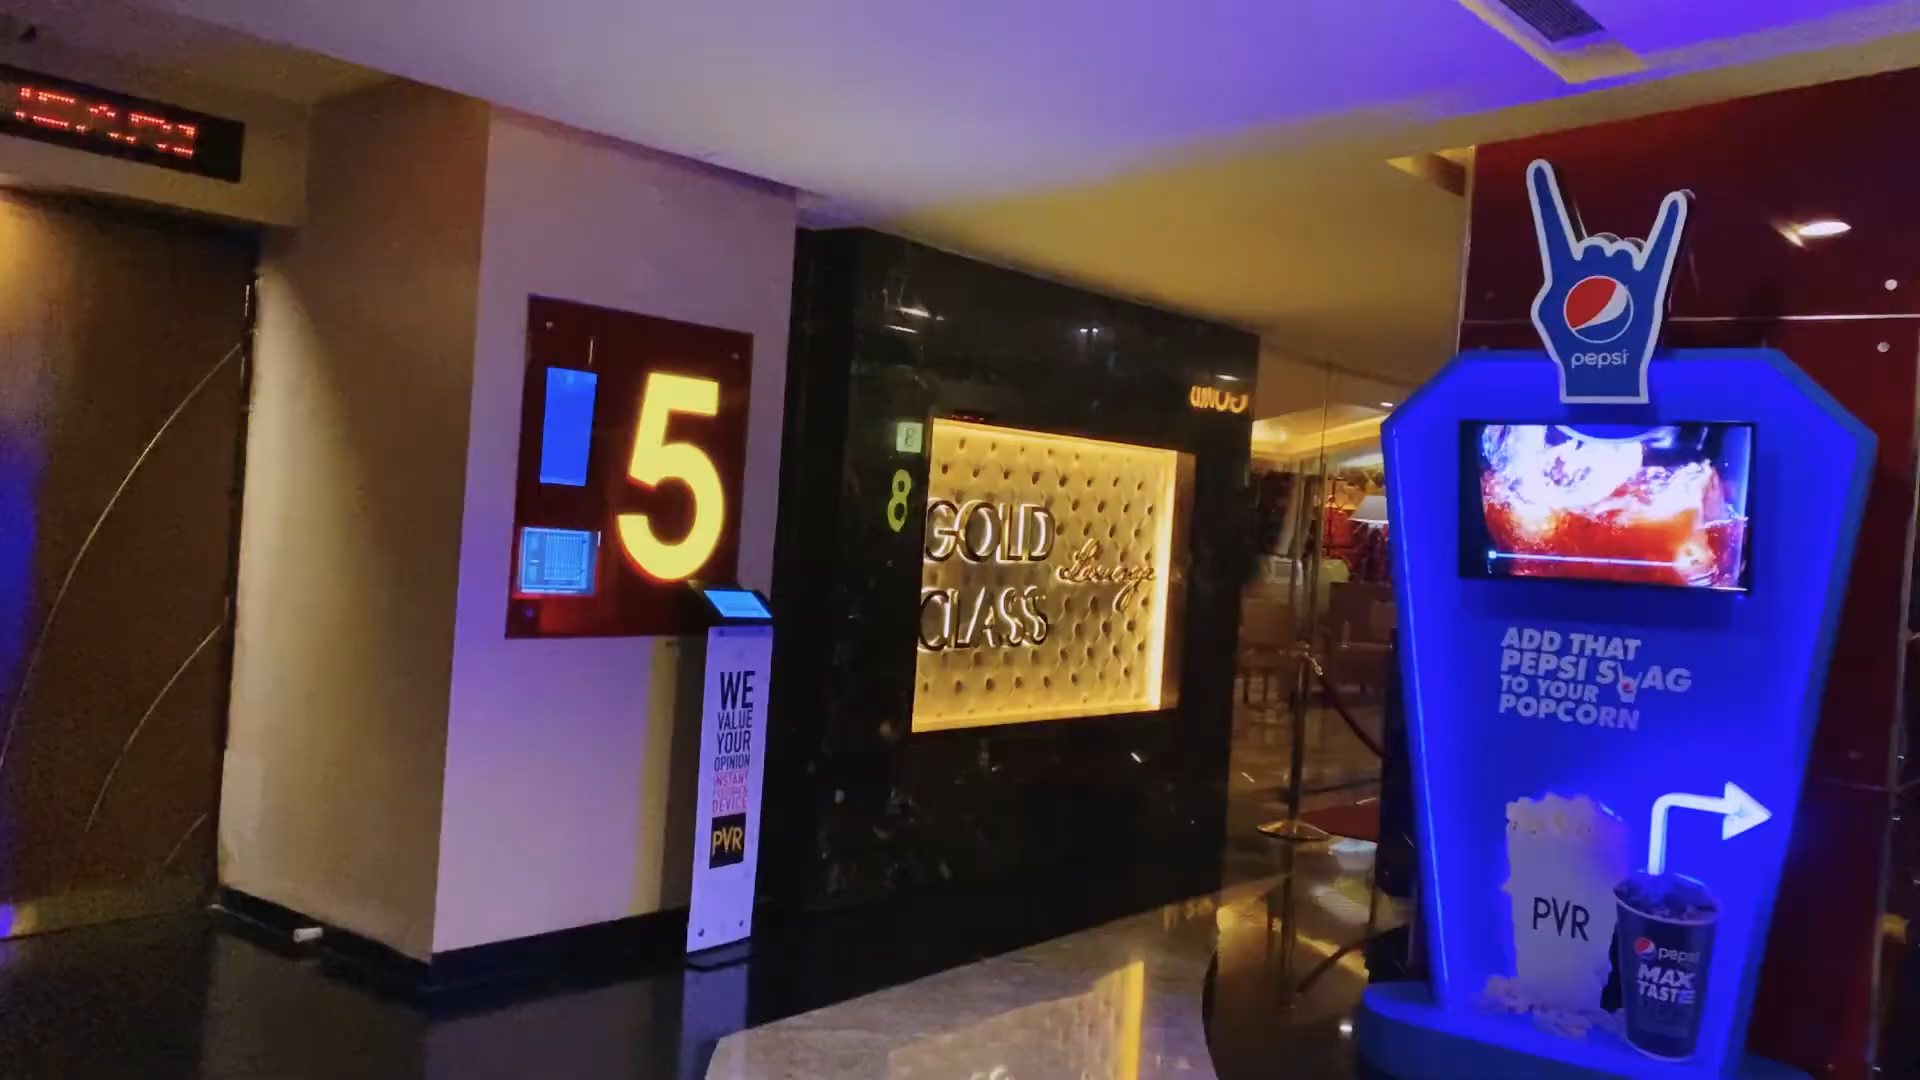 5
8
8
GOLD
Lounge
CLASS
WE
VALUE
YOUR
OPINION
INSTANT
FEEDBACK
DEVICE
PVR
pepsi
ADD THAT
PEPSI SWAG
TO YOUR
POPCORN
PVR
pepsi
MAX
TASTE